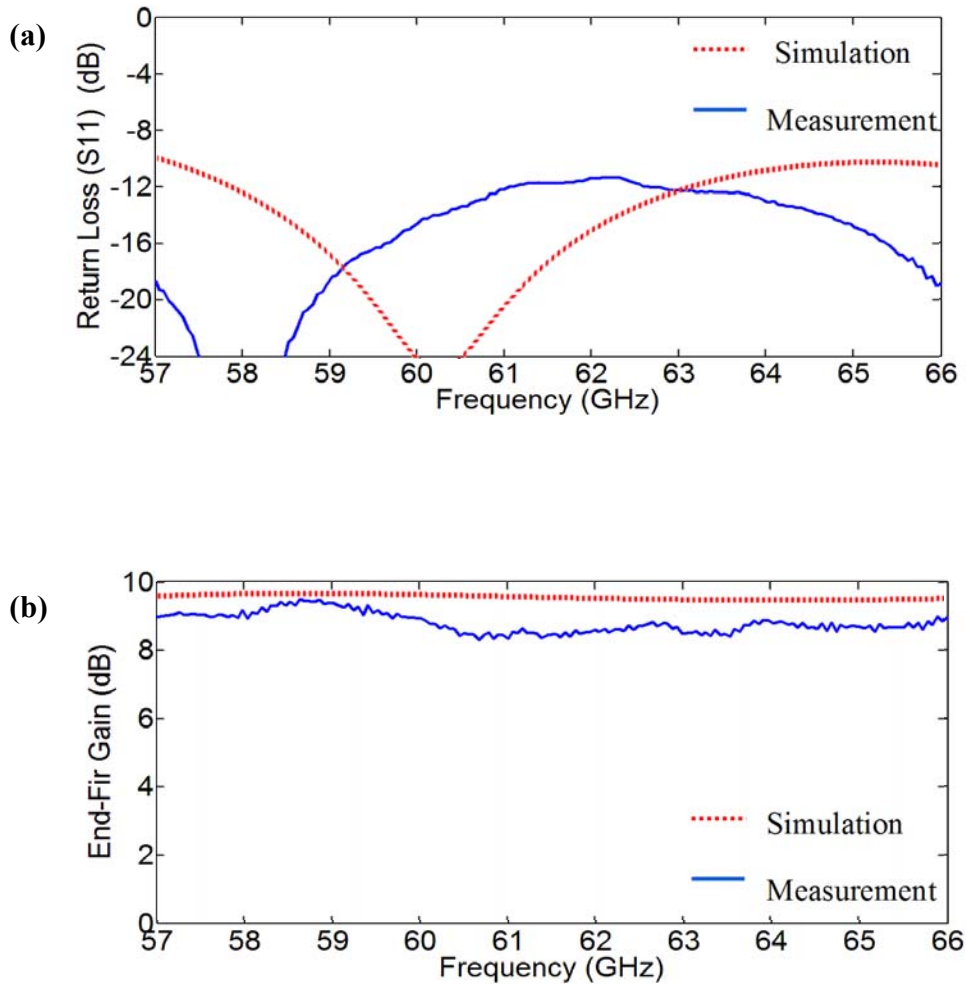 (a)
Return Loss (S11) (dB)
0
-4
-8
-12
-16
-20
-24
Simulation
Measurement
57 58 59 60 61 62 63 64 65 66
Frequency (GHz)
(b)
End-Fir Gain (dB)
10
8
6
4
2
0
Simulation
Measurement
57 58 59 60 61 62 63 64 65 66
Frequency (GHz)